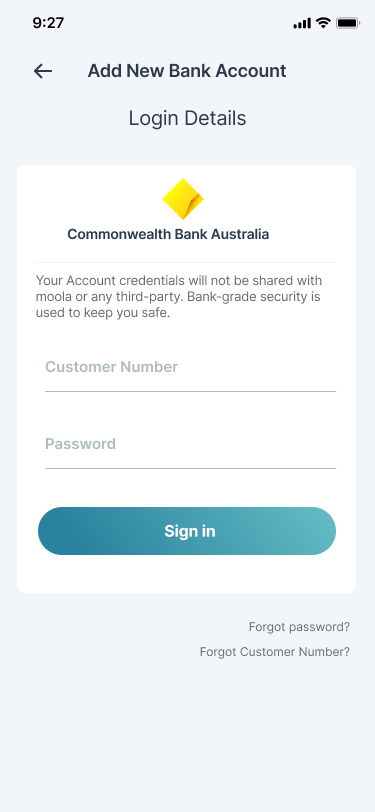 9:27
Add New Bank Account
Login Details
Commonwealth Bank Australia
Your Account credentials will not be shared with
moola or any third-party. Bank-grade security is
used to keep you safe.
Customer Number
Password
Sign in
Forgot password?
Forgot Customer Number?